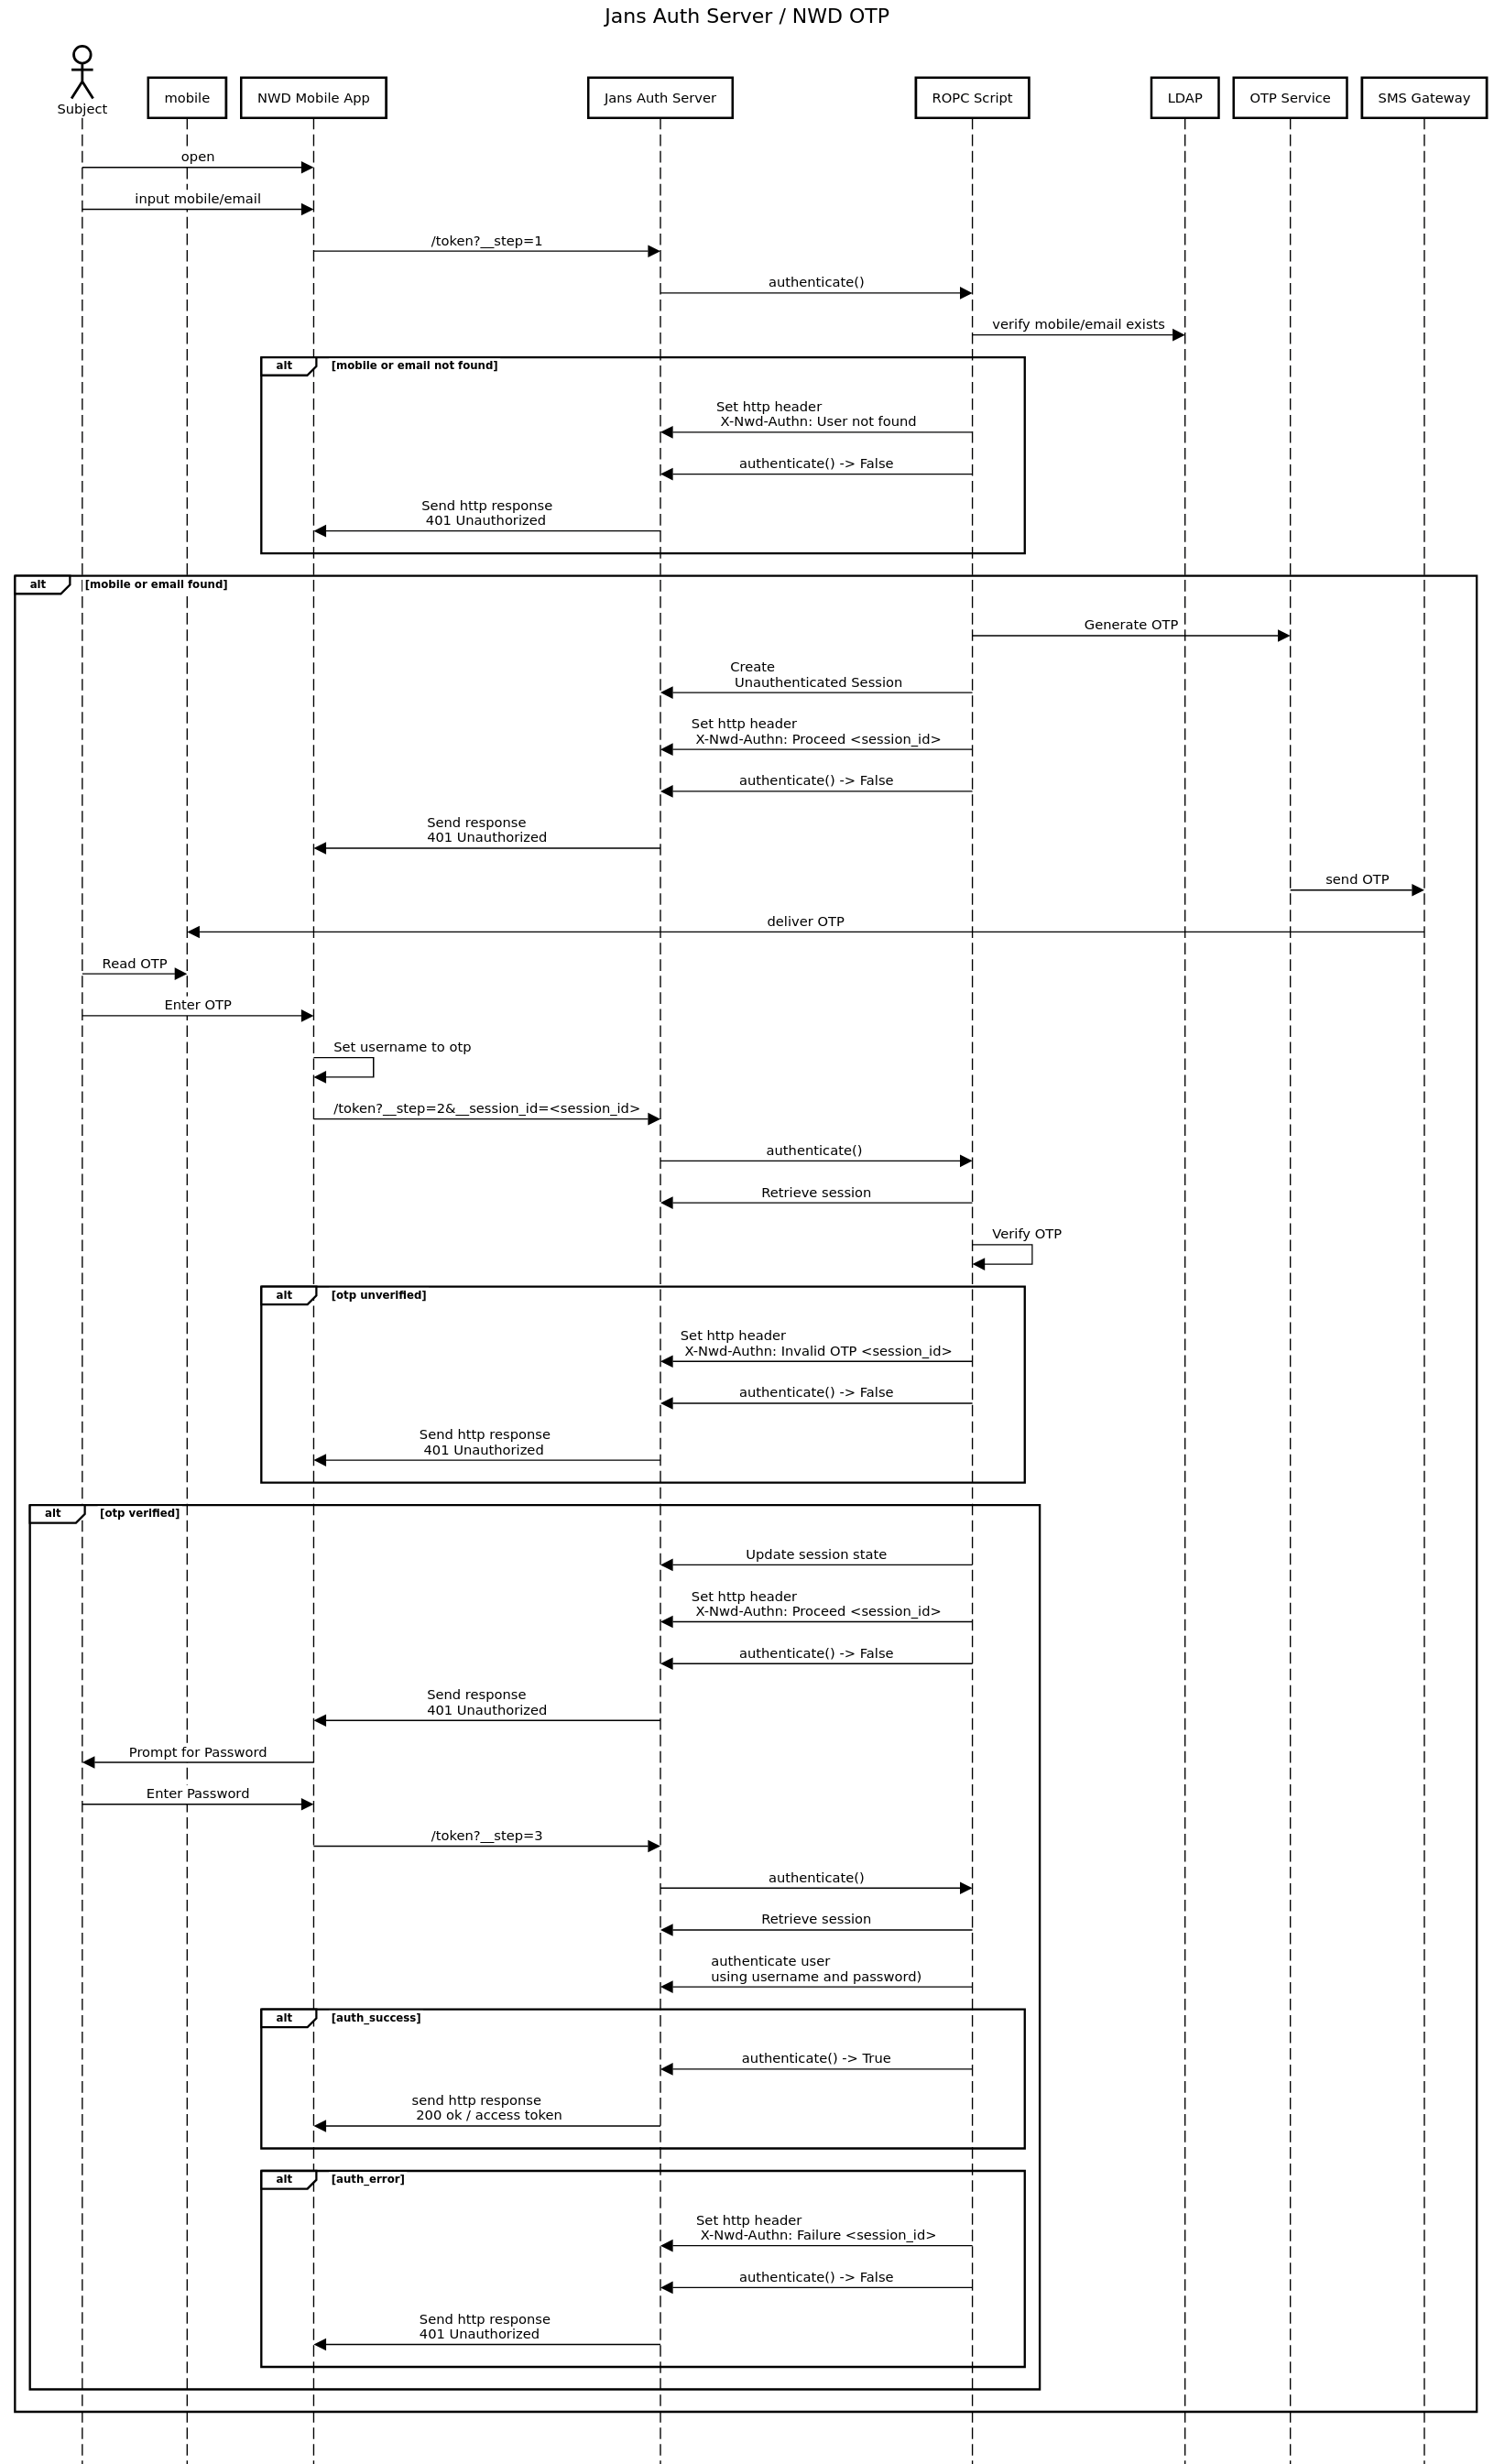 Jans Auth Server / NWD OTP
Subject
mobile
NWD Mobile App
Jans Auth Server
ROPC Script
LDAP
OTP Service
SMS Gateway
open
input mobile/email
/token?__step=1
authenticate()
verify mobile/email exists
alt
[mobile or email not found]
Set http header
X-Nwd-Authn: User not found
authenticate() -> False
Send http response
401 Unauthorized
alt
[mobile or email found]
Generate OTP
Create
Unauthenticated Session
Set http header
X-Nwd-Authn: Proceed <session_id>
authenticate() -> False
Send response
401 Unauthorized
send OTP
deliver OTP
Read OTP
Enter OTP
Set username to otp
/token?__step=2&__session_id=<session_id>
authenticate()
Retrieve session
Verify OTP
alt
[otp unverified]
Set http header
X-Nwd-Authn: Invalid OTP <session_id>
authenticate() -> False
Send http response
401 Unauthorized
alt
[otp verified]
Update session state
Set http header
X-Nwd-Authn: Proceed <session_id>
authenticate() -> False
Send response
401 Unauthorized
Prompt for Password
Enter Password
/token?__step=3
authenticate()
Retrieve session
authenticate user
using username and password)
alt
[auth_success]
authenticate() -> True
send http response
200 ok / access token
alt
[auth_error]
Set http header
X-Nwd-Authn: Failure <session_id>
authenticate() -> False
Send http response
401 Unauthorized